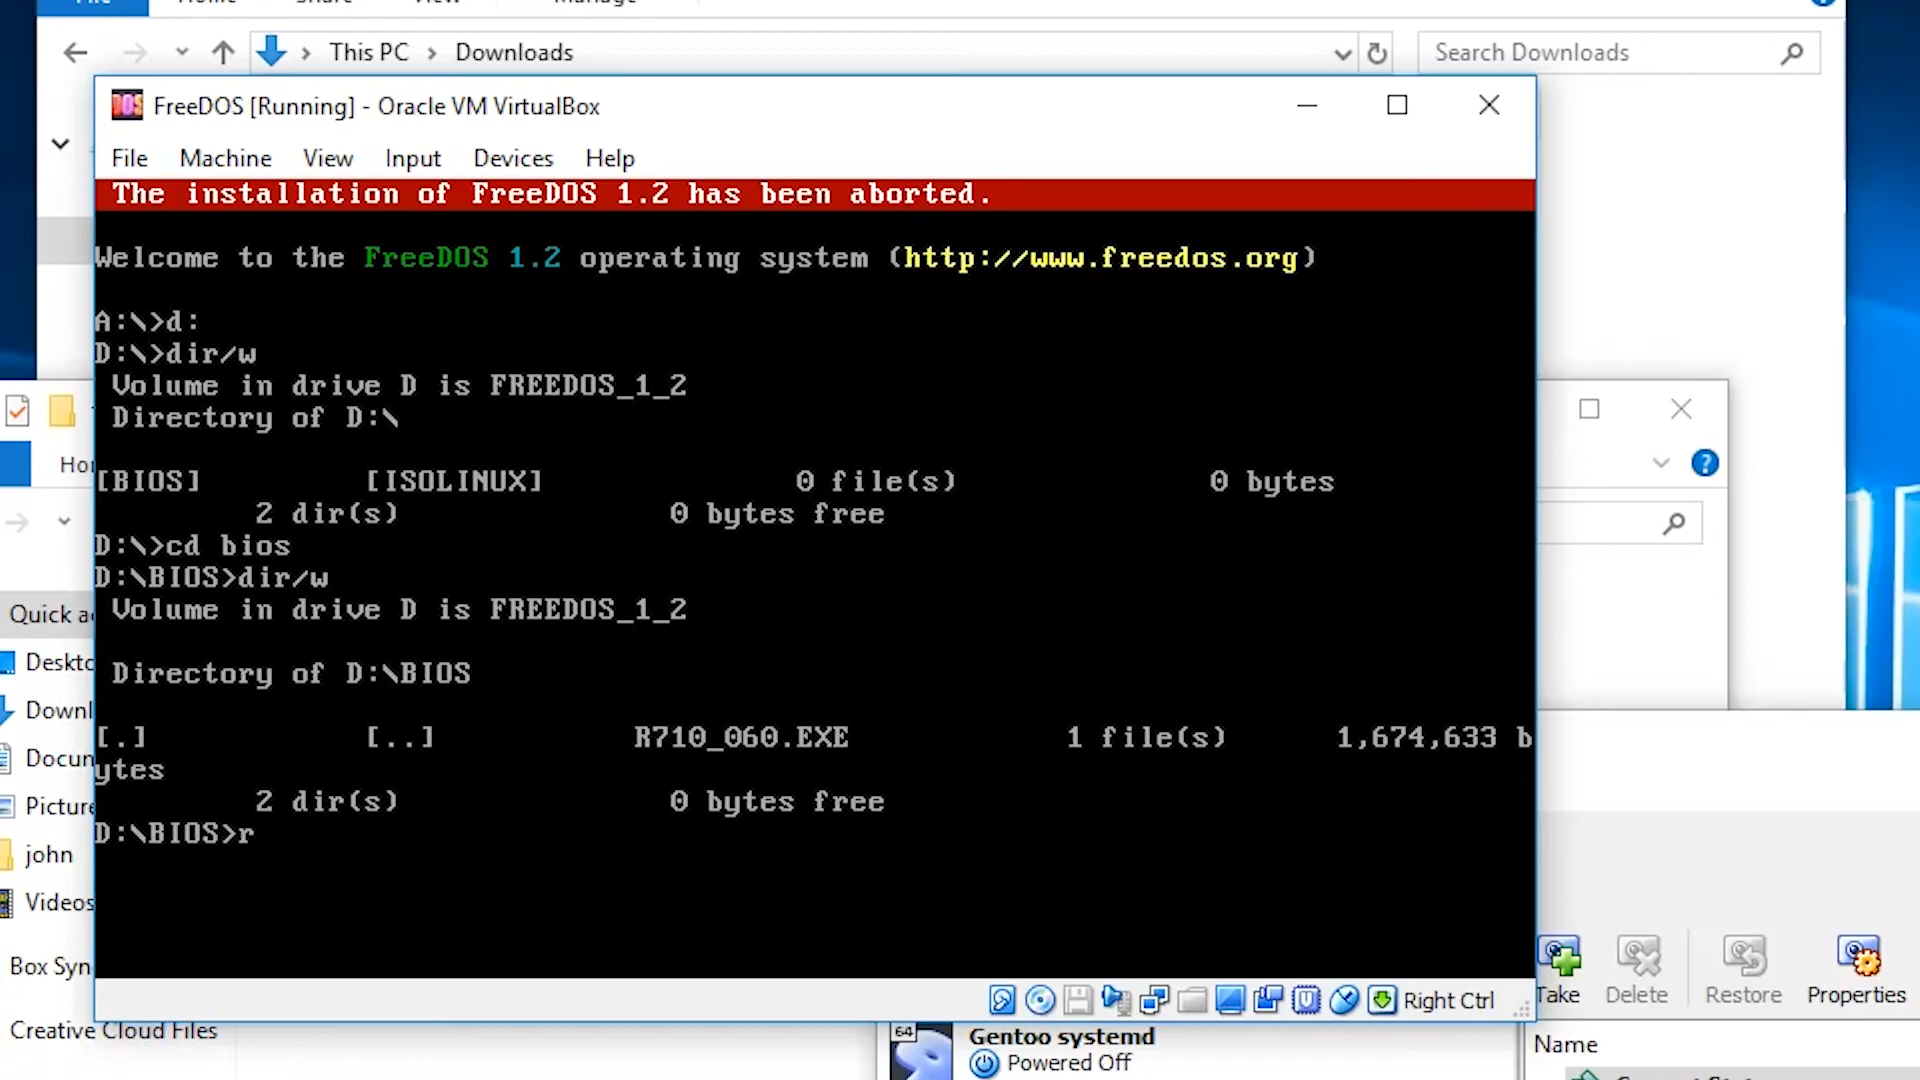 This PC
Downloads
Search Downloads
FreeDOS [Running] - Oracle VM VirtualBox
File Machine View Input Devices Help
The installation of FreeDOS 1.2 has been aborted.
Welcome to the FreeDOS 1.2 operating system (http://www.freedos.org)
A:\>d:
D:\>dir/w
Volume in drive D is FREEDOS_1_2
Directory of D:\
[BIOS] [ISOLINUX] 0 file(s) 0 bytes
2 dir(s) 0 bytes free
D:\>cd bios
D:\BIOS>dir/w
Volume in drive D is FREEDOS_1_2
Directory of D:\BIOS
[.] [..] R710_060.EXE 1 file(s) 1,674,633 b
ytes
2 dir(s) 0 bytes free
D:\BIOS>r
Right Ctrl
Hor
Quick a
Deskto
Downl
Docum
Picture
john
Videos
Box Syn
Creative Cloud Files
Take Delete Restore Properties
64
Gentoo systemd
Powered Off
Name